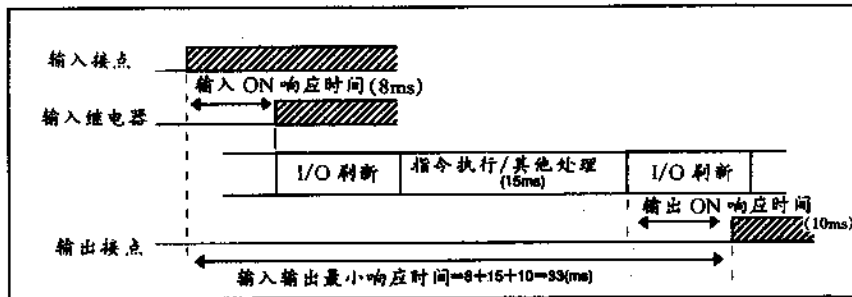 输入接点
输入 ON 响应时间(8ms)
输入继电器
I/O 刷新
指令执行/其他处理
(15ms)
I/O 刷新
输出 ON 响应时间
(10ms)
输出接点
输入输出最小响应时间=8+15+10=33(ms)